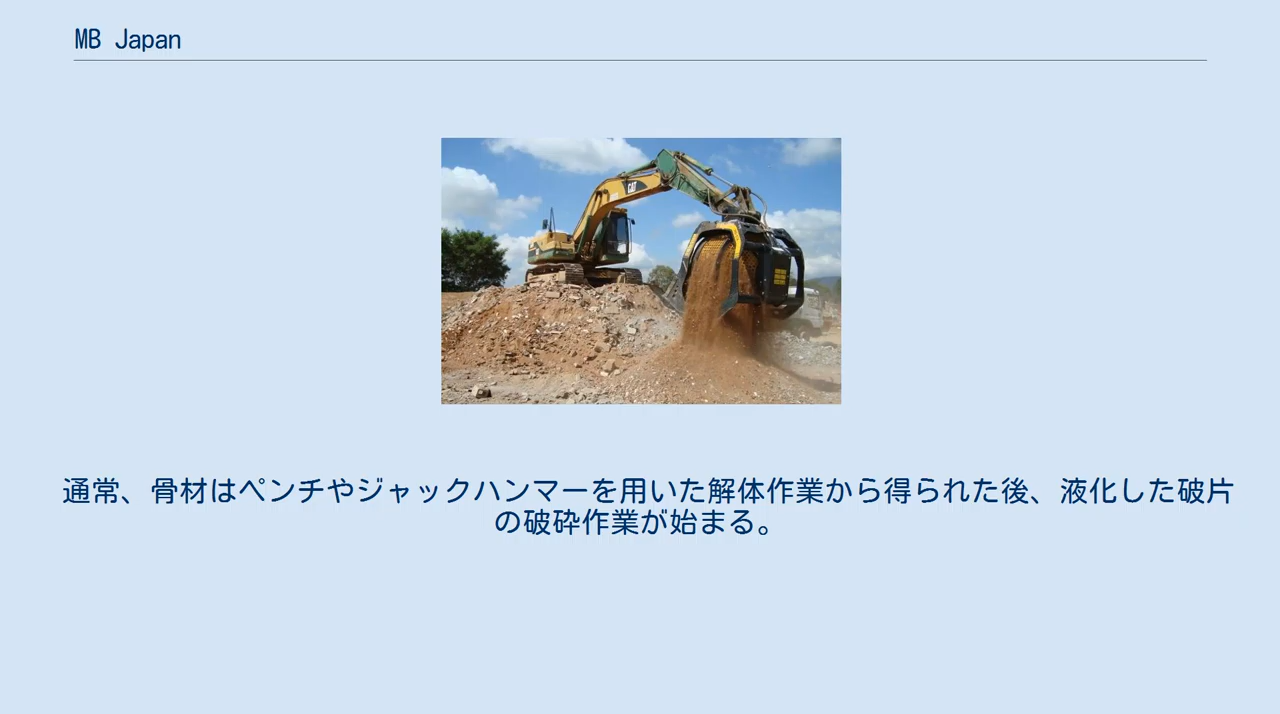 MB Japan
CAT
通常、骨材はペンチやジャックハンマーを用いた解体作業から得られた後、液化した破片
の破砕作業が始まる。